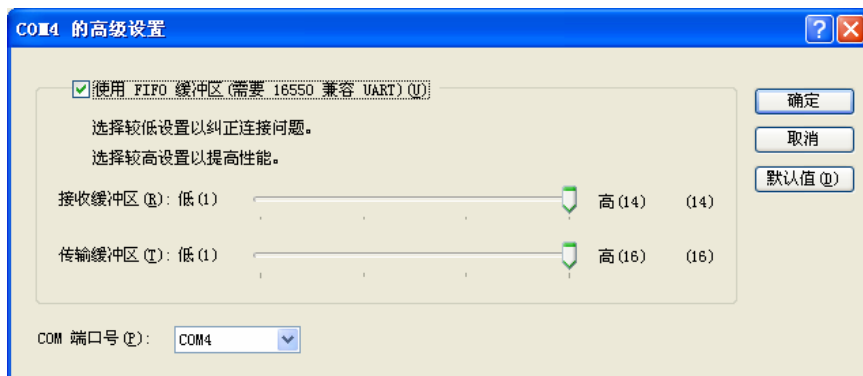 COM4 的高级设置
使用 FIFO 缓冲区(需要 16550 兼容 UART)(U)
确定
选择较低设置以纠正连接问题。
取消
选择较高设置以提高性能。
默认值(D)
接收缓冲区(R): 低(1) 高(14) (14)
传输缓冲区(T): 低(1) 高(16) (16)
COM 端口号(P): COM4